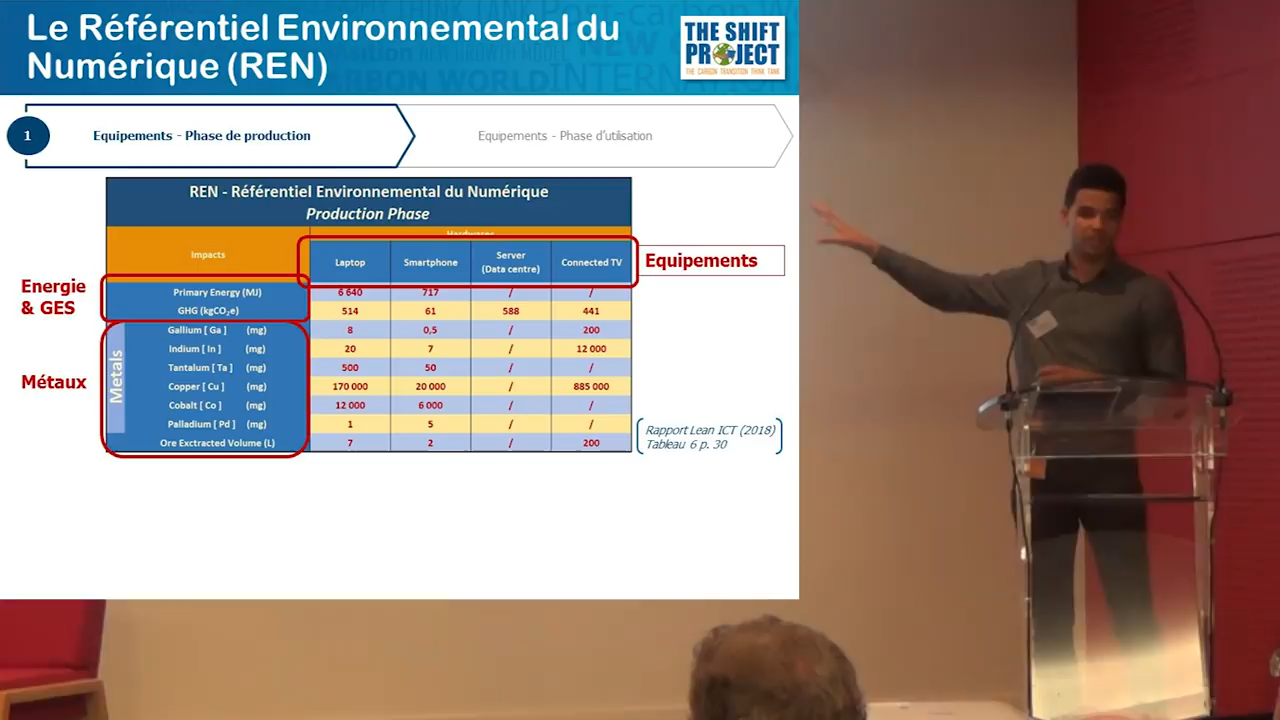 Le Référentiel Environnemental du
Numérique (REN)
THE SHIFT
PROJECT
THE CARBON TRANSITION THINK TANK
1
Equipements - Phase de production
Equipements - Phase d'utilisation
REN - Référentiel Environnemental du Numérique
Production Phase
Impacts
Hardwares
Laptop
Smartphone
Server
(Data centre)
Connected TV
Equipements
Energie
& GES
Primary Energy (MJ) 6 640 717 / /
GHG (kgCO₂e) 514 61 588 441
Métaux
Metals
Gallium [ Ga ] (mg) 8 0,5 / 200
Indium [ In ] (mg) 20 7 / 12 000
Tantalum [ Ta ] (mg) 500 50 / /
Copper [ Cu ] (mg) 170 000 20 000 / 885 000
Cobalt [ Co ] (mg) 12 000 6 000 / /
Palladium [ Pd ] (mg) 1 5 / /
Ore Exctracted Volume (L) 7 2 / 200
Rapport Lean ICT (2018)
Tableau 6 p. 30